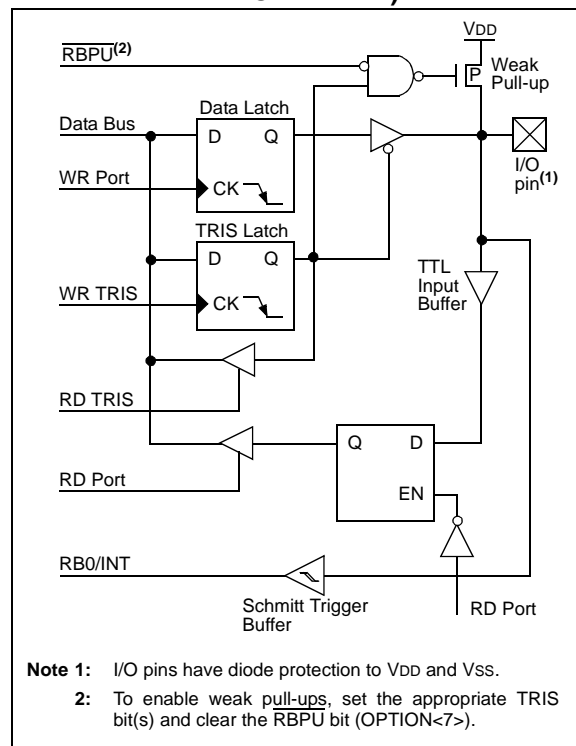 RBPU(2)
VDD
P
Weak
Pull-up
Data Latch
Data Bus
D Q
I/O
pin(1)
WR Port
CK
TRIS Latch
D Q
TTL
Input
Buffer
WR TRIS
CK
RD TRIS
Q D
RD Port
EN
RB0/INT
Schmitt Trigger
Buffer
RD Port
Note 1: I/O pins have diode protection to VDD and VSS.
2: To enable weak pull-ups, set the appropriate TRIS
bit(s) and clear the RBPU bit (OPTION<7>).